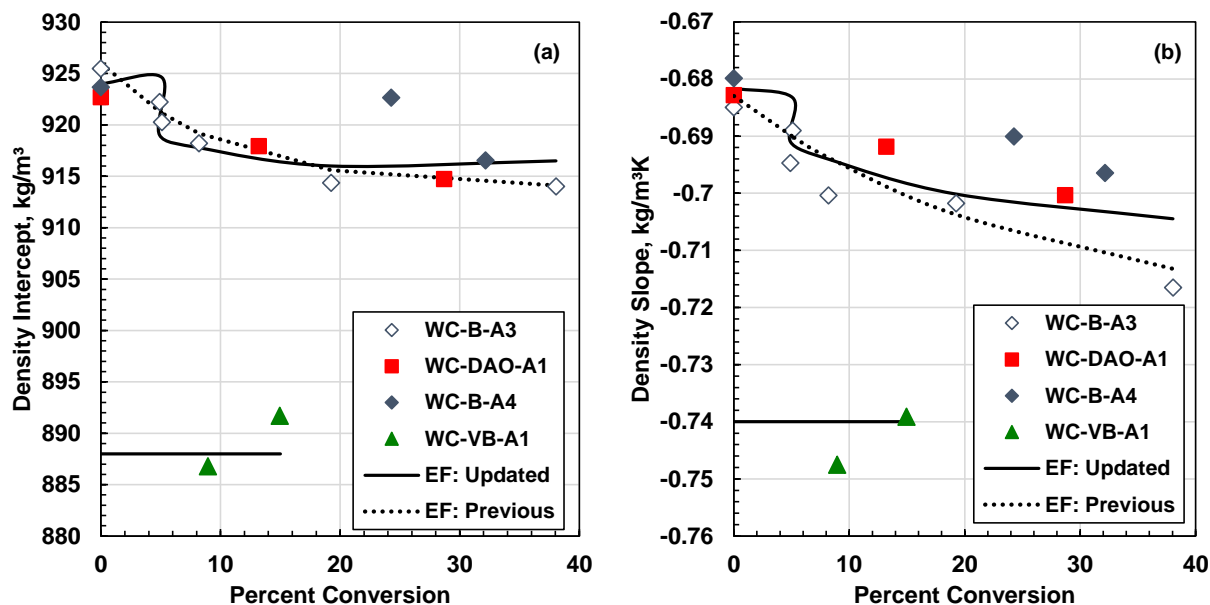 (a)
Density Intercept, kg/m³
930
925
920
915
910
905
900
895
890
885
880
0
10
20
30
40
Percent Conversion
WC-B-A3
WC-DAO-A1
WC-B-A4
WC-VB-A1
EF: Updated
EF: Previous
(b)
Density Slope, kg/m³K
-0.67
-0.68
-0.69
-0.7
-0.71
-0.72
-0.73
-0.74
-0.75
-0.76
0
10
20
30
40
Percent Conversion
WC-B-A3
WC-DAO-A1
WC-B-A4
WC-VB-A1
EF: Updated
EF: Previous